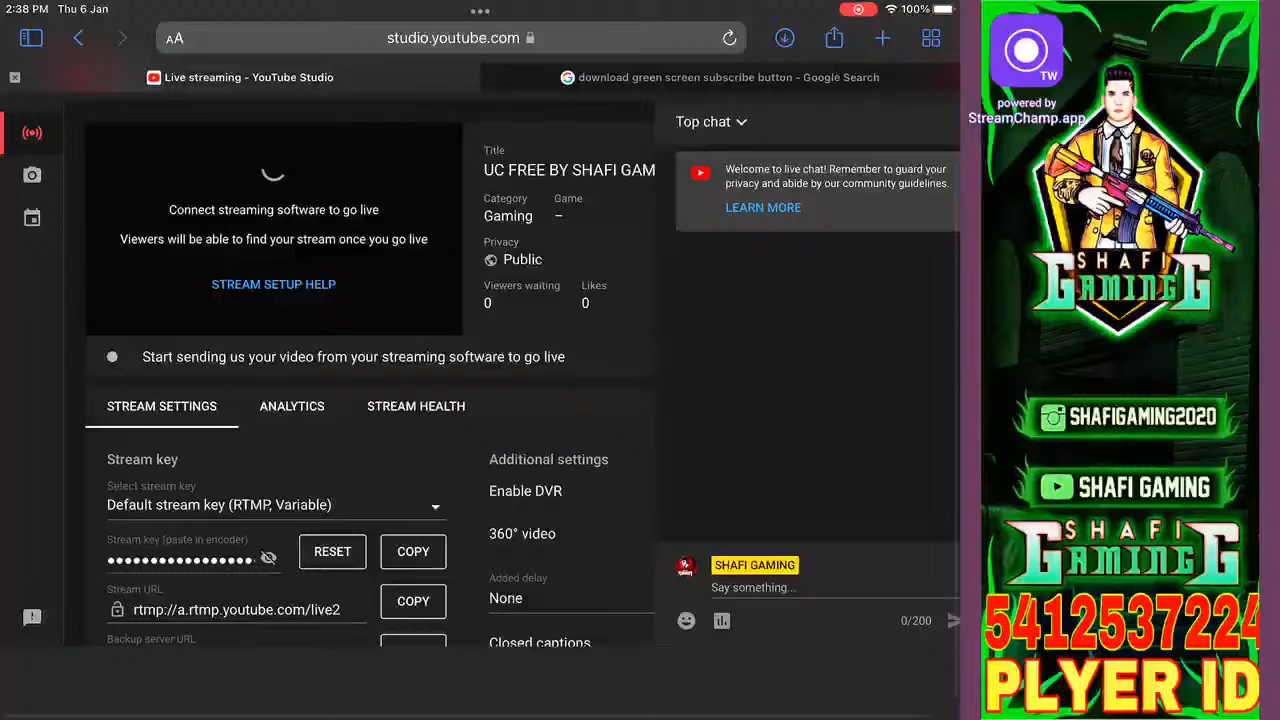 2:38 PM Thu 6 Jan
100%
AA
studio.youtube.com
Live streaming - YouTube Studio
download green screen subscribe button - Google Search
Connect streaming software to go live
Viewers will be able to find your stream once you go live
STREAM SETUP HELP
Title
UC FREE BY SHAFI GAM
Category
Game
Gaming
–
Privacy
Public
Viewers waiting
Likes
0
0
Start sending us your video from your streaming software to go live
STREAM SETTINGS
ANALYTICS
STREAM HEALTH
Stream key
Select stream key
Default stream key (RTMP, Variable)
Stream key (paste in encoder)
RESET
COPY
Stream URL
rtmp://a.rtmp.youtube.com/live2
COPY
Backup server URL
Additional settings
Enable DVR
360° video
Added delay
None
Closed captions
Top chat
Welcome to live chat! Remember to guard your
privacy and abide by our community guidelines.
LEARN MORE
SHAFI GAMING
Say something...
0/200
TW
powered by
StreamChamp.app
SHAFI
GAMING
SHAFIGAMING2020
SHAFI GAMING
SHAFI
GAMING
5412537224
PLYER ID